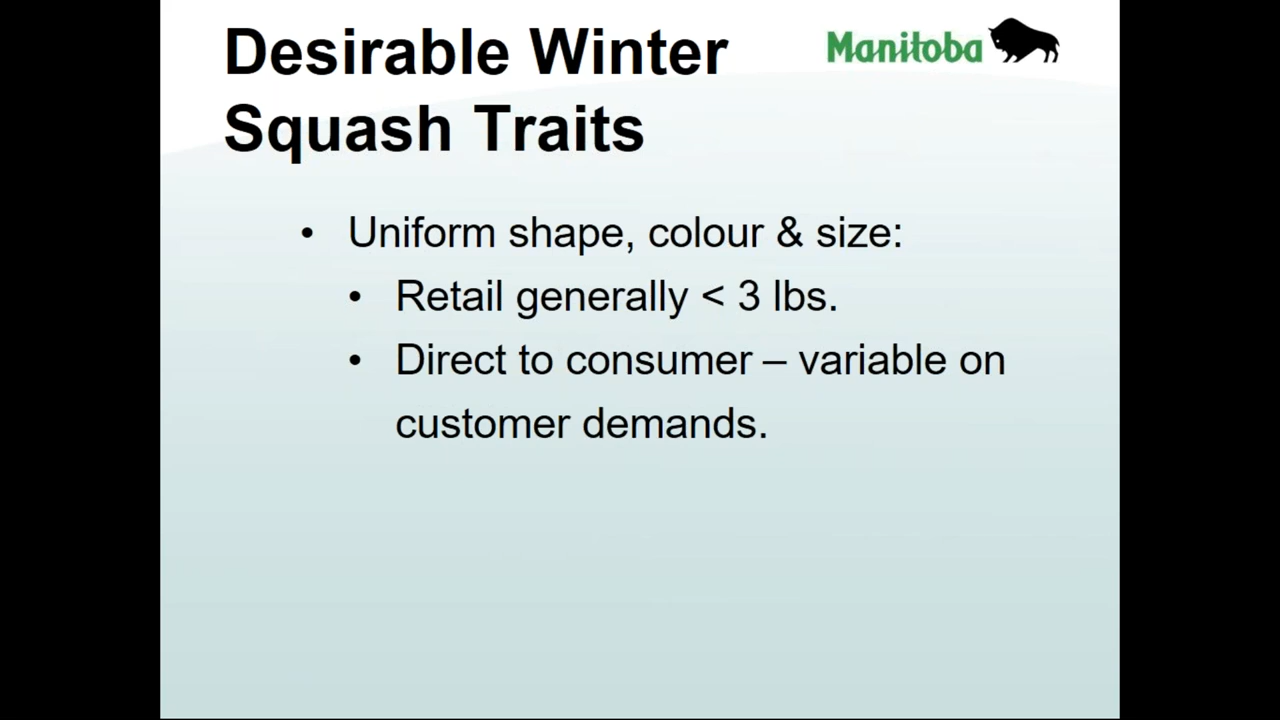 Desirable Winter
Squash Traits
Manitoba
• Uniform shape, colour & size:
• Retail generally < 3 lbs.
• Direct to consumer – variable on
customer demands.